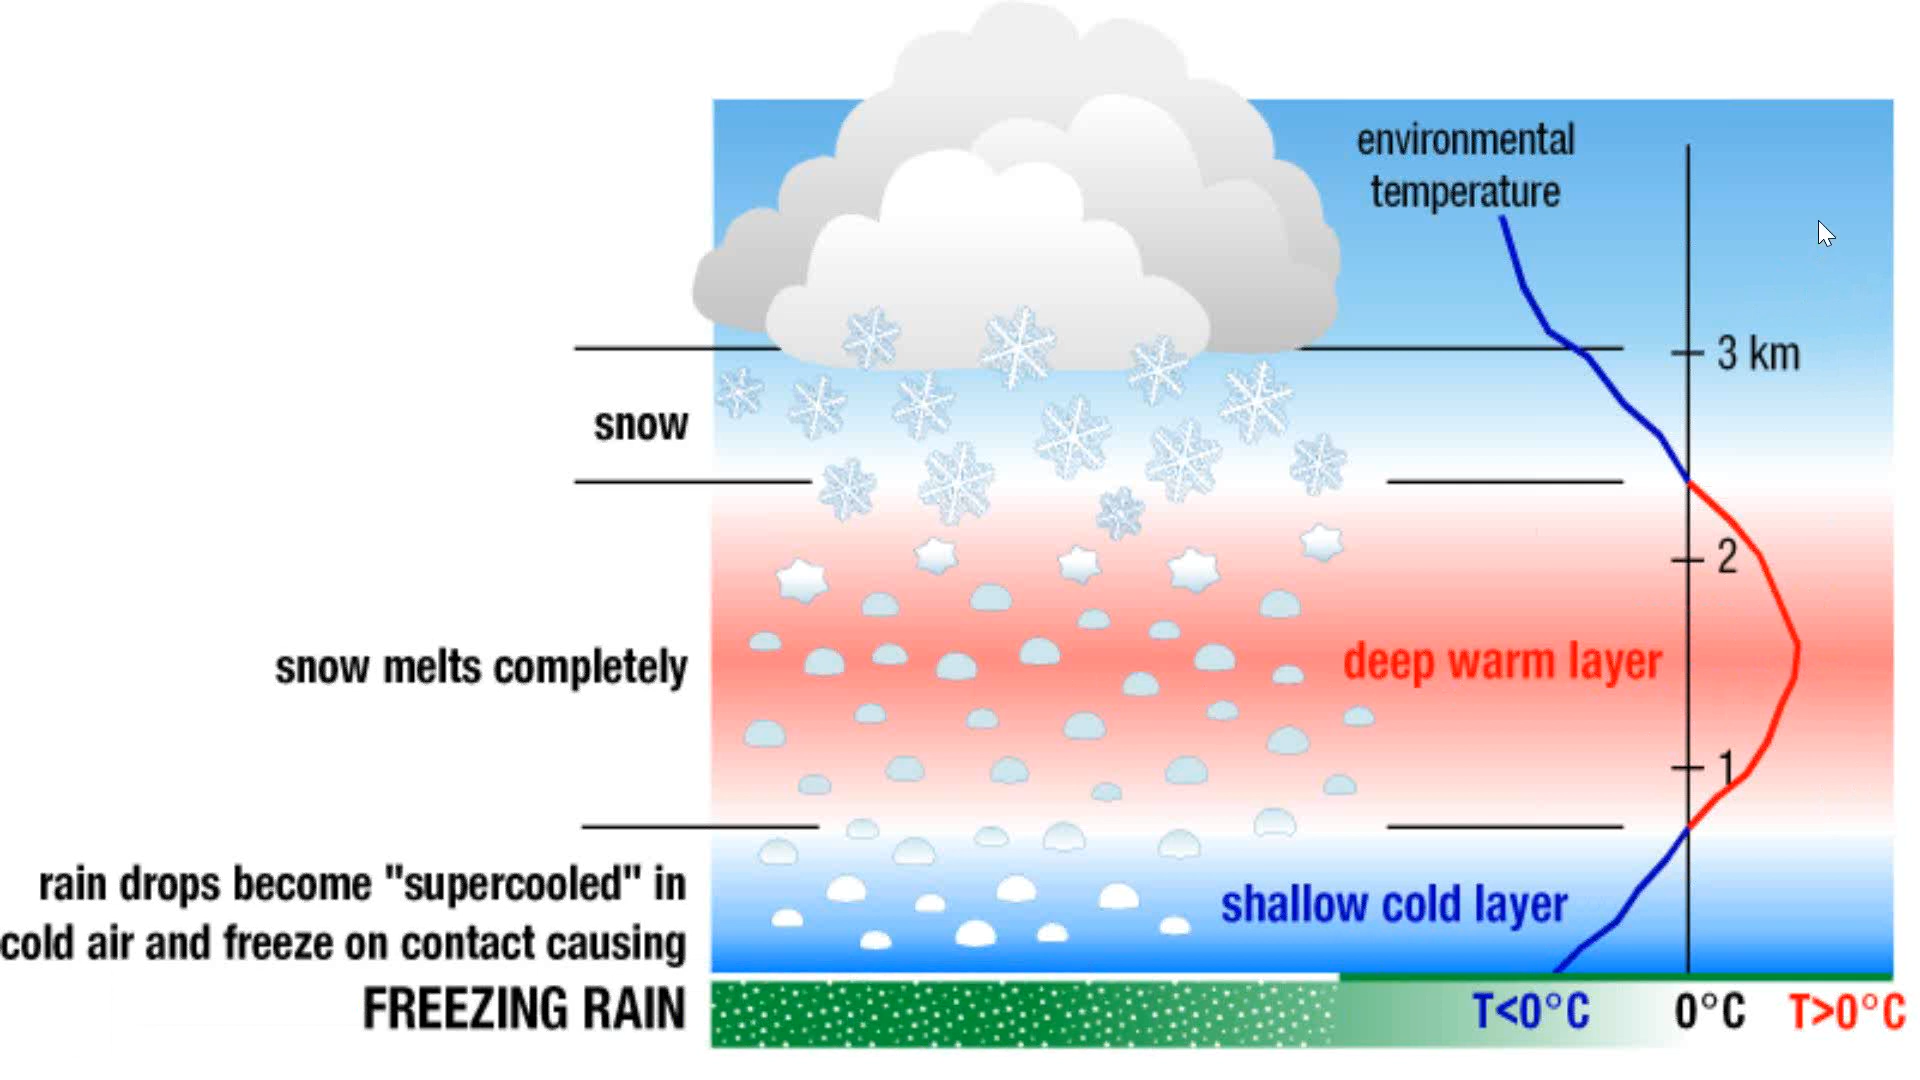 environmental
temperature
3 km
snow
2
snow melts completely
deep warm layer
1
rain drops become "supercooled" in
cold air and freeze on contact causing
FREEZING RAIN
shallow cold layer
T<0°C
0°C
T>0°C